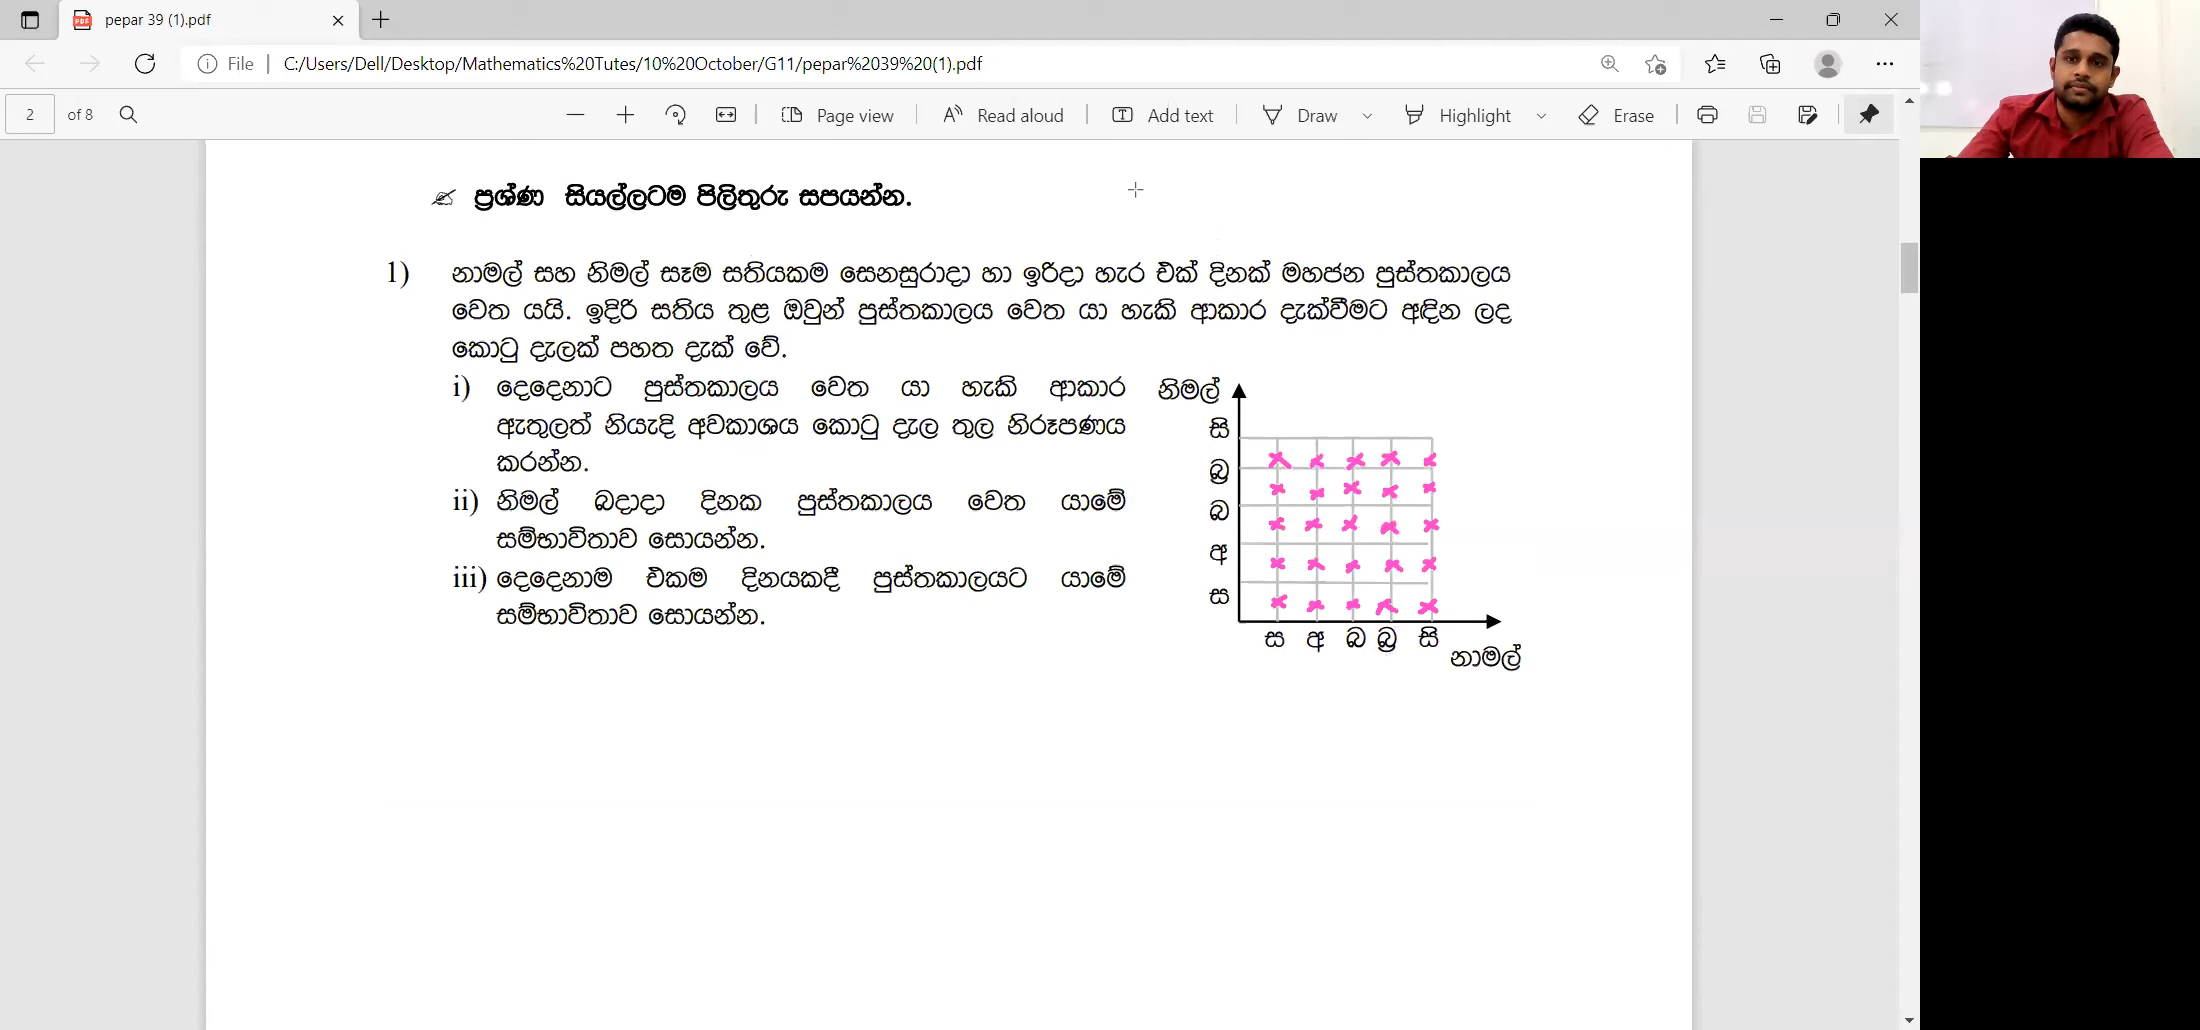 pepar 39 (1).pdf
File | C:/Users/Dell/Desktop/Mathematics%20Tutes/10%20October/G11/pepar%2039%20(1).pdf
2 of 8 Page view Read aloud Add text Draw Highlight Erase
ප්‍රශ්ණ සියල්ලටම පිලිතුරු සපයන්න.
1) නාමල් සහ නිමල් සෑම සතියකම සෙනසුරාදා හා ඉරිදා හැර එක් දිනක් මහජන පුස්තකාලය
වෙත යයි. ඉදිරි සතිය තුළ ඔවුන් පුස්තකාලය වෙත යා හැකි ආකාර දැක්වීමට අඳින ලද
කොටු දැලක් පහත දැක් වේ.
i) දෙදෙනාට පුස්තකාලය වෙත යා හැකි ආකාර
ඇතුලත් නියැදි අවකාශය කොටු දැල තුල නිරූපණය
කරන්න.
ii) නිමල් බදාදා දිනක පුස්තකාලය වෙත යාමේ
සම්භාවිතාව සොයන්න.
iii) දෙදෙනාම එකම දිනයකදී පුස්තකාලයට යාමේ
සම්භාවිතාව සොයන්න.
නිමල්
සි
බ්‍ර
බ
අ
ස
ස අ බ බ්‍ර සි
නාමල්